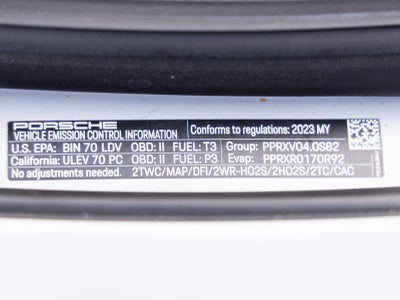 PORSCHE
VEHICLE EMISSION CONTROL INFORMATION Conforms to regulations: 2023 MY
U.S. EPA: BIN 70 LDV OBD: II FUEL: T3 Group: PPRXV04.0S82
California: ULEV 70 PC OBD: II FUEL: P3 Evap: PPRXR0170R92
No adjustments needed. 2TWC/MAP/DFI/2WR-HO2S/2HO2S/2TC/CAC